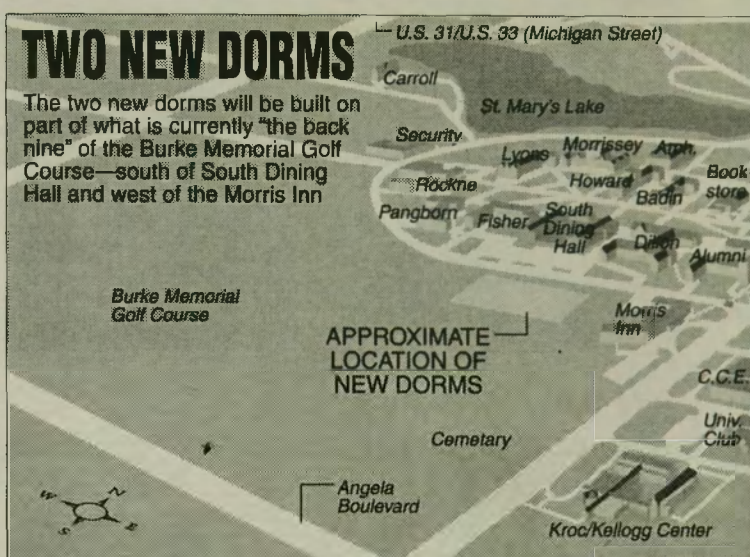 TWO NEW DORMS
The two new dorms will be built on
part of what is currently "the back
nine" of the Burke Memorial Golf
Course—south of South Dining
Hall and west of the Morris Inn
U.S. 31/U.S. 33 (Michigan Street)
Carroll
St. Mary's Lake
Security
Lyons
Morrissey
Arch.
Rockne
Howard
Badin
Book
store
Pangborn
Fisher
South
Dining
Hall
Dillon
Alumni
Burke Memorial
Golf Course
APPROXIMATE
LOCATION OF
NEW DORMS
Morris
Inn
C.C.E.
Univ.
Club
Cemetary
Angela
Boulevard
Kroc/Kellogg Center
W
N
S
E